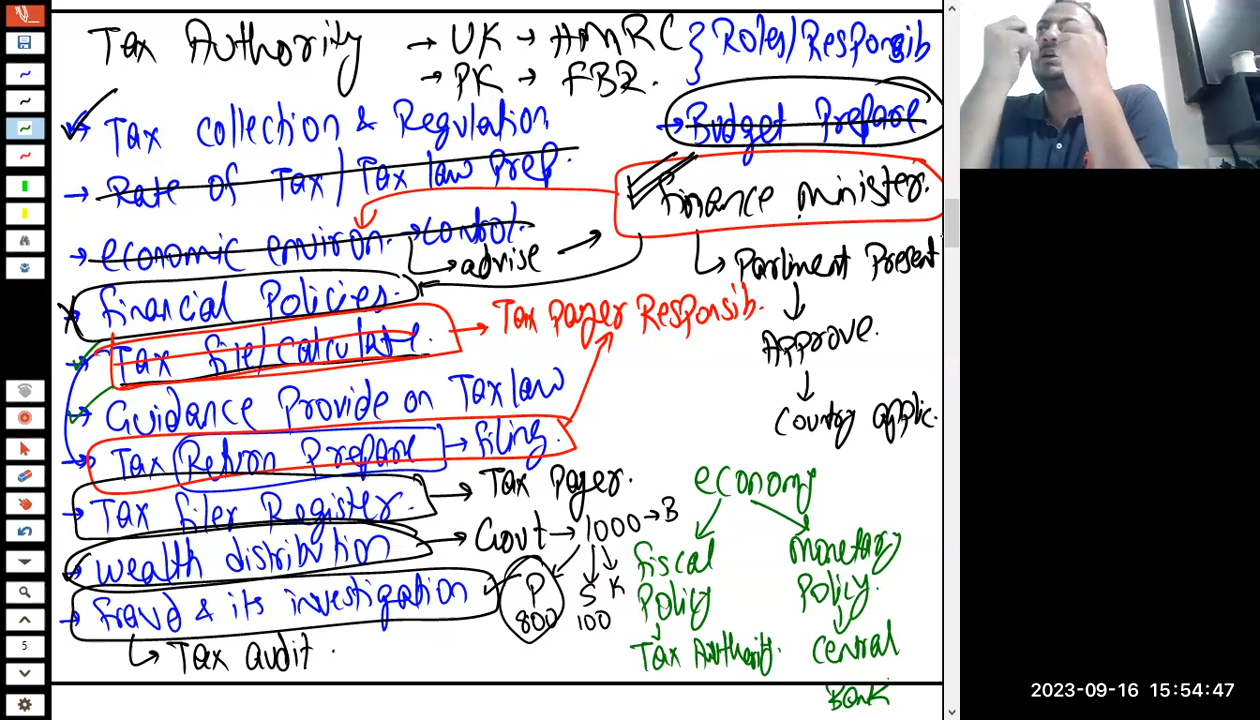 Tax Authority → UK → HMRC } Roles/Responsib
→ PK → FBR.
→ Tax collection & Regulation
→ Budget Prepare
→ Rate of Tax / Tax law Prep.
Finance minister.
→ economic environ. → control.
→ advise →
→ Parliment Present
→ financial Policies.
Approve.
→ Tax file/calculate. → Tax payer Responsib.
→ Guidance Provide on Tax law
Country applic.
→ Tax Return Prepare → filing.
→ Tax filer Register. → Tax Payer.
economy
→ wealth distribution → Govt → 1000 → B
P S K
800 100
fiscal Policy
Monetary Policy.
→ fraud & its investigation
↳ Tax audit.
Tax Authority.
central Bank
5
2023-09-16 15:54:47